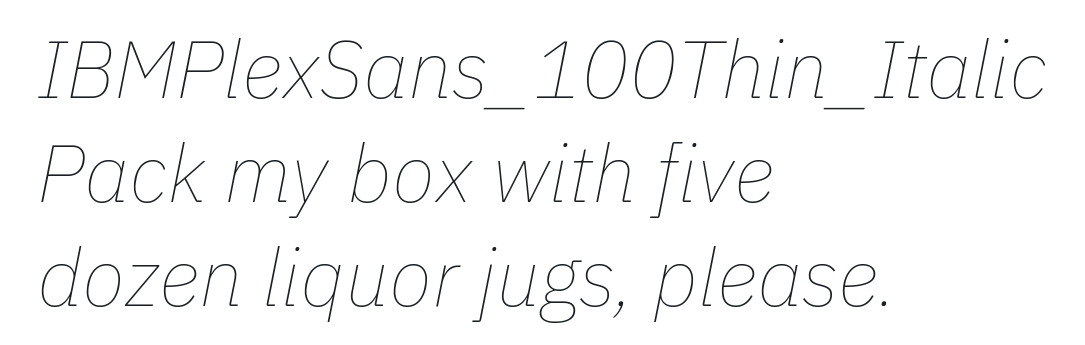 IBMPlexSans_100Thin_Italic
Pack my box with five
dozen liquor jugs, please.